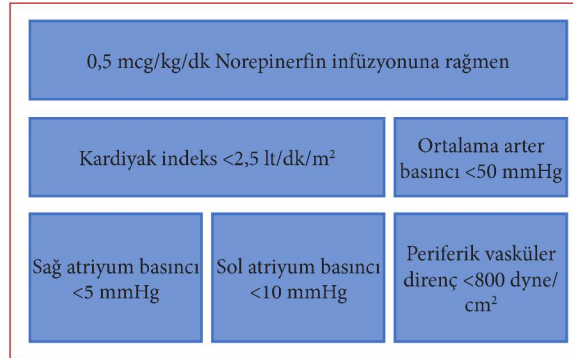 0,5 mcg/kg/dk Norepinerfin infüzyonuna rağmen
Kardiyak indeks <2,5 lt/dk/m²
Ortalama arter
basıncı <50 mmHg
Sağ atriyum basıncı
<5 mmHg
Sol atriyum basıncı
<10 mmHg
Periferik vasküler
direnç <800 dyne/
cm²